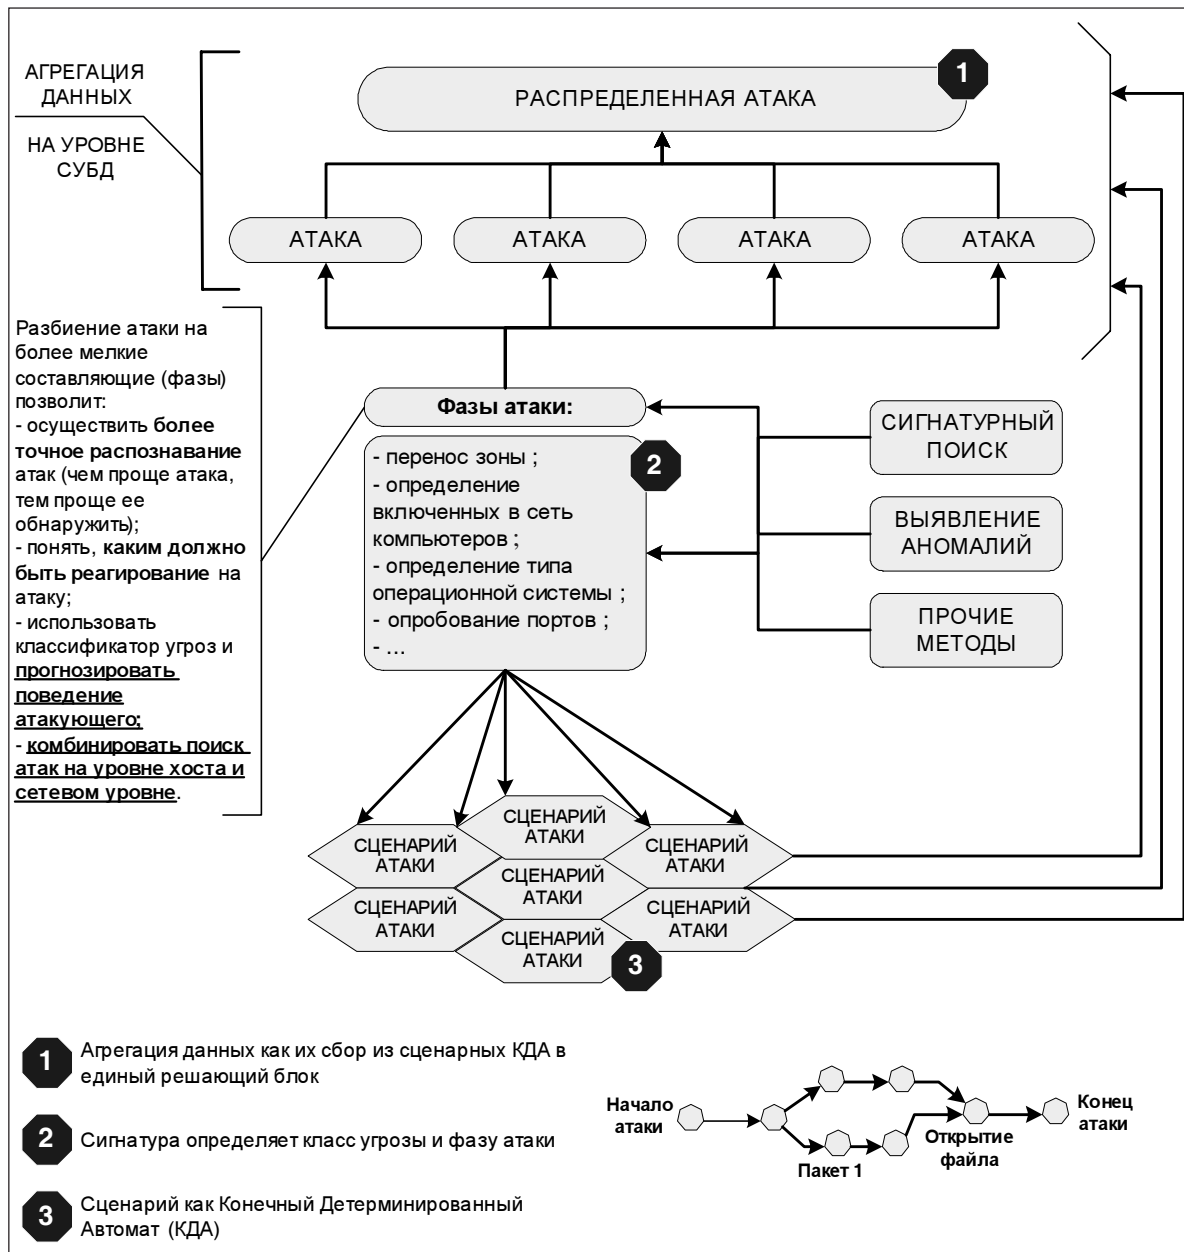 АГРЕГАЦИЯ
ДАННЫХ
НА УРОВНЕ
СУБД
РАСПРЕДЕЛЕННАЯ АТАКА
1
АТАКА
АТАКА
АТАКА
АТАКА
Разбиение атаки на
более мелкие
составляющие (фазы)
позволит:
- осуществить более
точное распознавание
атак (чем проще атака,
тем проще ее
обнаружить);
- понять, каким должно
быть реагирование на
атаку;
- использовать
классификатор угроз и
прогнозировать
поведение
атакующего;
- комбинировать поиск
атак на уровне хоста и
сетевом уровне.
Фазы атаки:
2
- перенос зоны ;
- определение
включенных в сеть
компьютеров ;
- определение типа
операционной системы ;
- опробование портов ;
- ...
СИГНАТУРНЫЙ
ПОИСК
ВЫЯВЛЕНИЕ
АНОМАЛИЙ
ПРОЧИЕ
МЕТОДЫ
СЦЕНАРИЙ
АТАКИ
СЦЕНАРИЙ
АТАКИ
СЦЕНАРИЙ
АТАКИ
СЦЕНАРИЙ
АТАКИ
СЦЕНАРИЙ
АТАКИ
СЦЕНАРИЙ
АТАКИ
СЦЕНАРИЙ
АТАКИ
3
1
Агрегация данных как их сбор из сценарных КДА в
единый решающий блок
2
Сигнатура определяет класс угрозы и фазу атаки
3
Сценарий как Конечный Детерминированный
Автомат (КДА)
Начало
атаки
Пакет 1
Открытие
файла
Конец
атаки